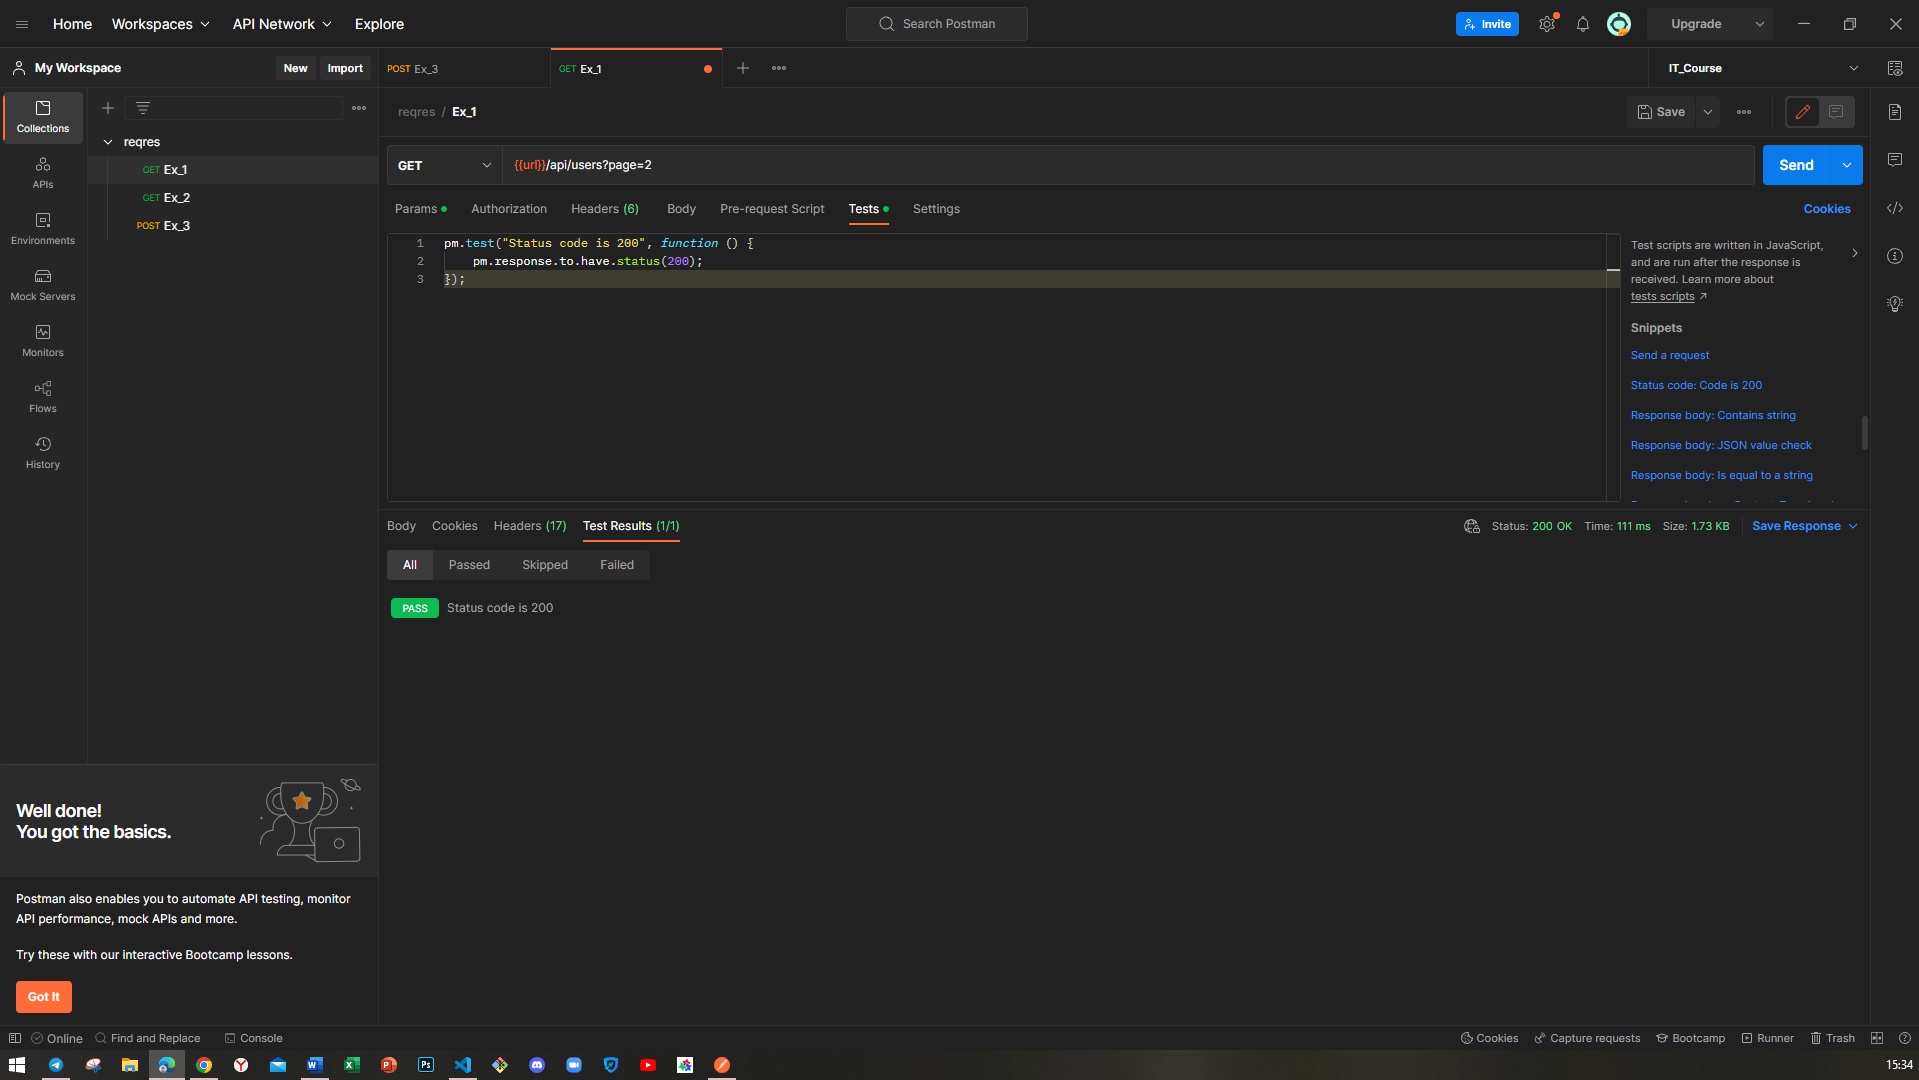 Home Workspaces API Network Explore
Search Postman
Invite
Upgrade
My Workspace
New Import
POST Ex_3
GET Ex_1
IT_Course
Collections
APIs
Environments
Mock Servers
Monitors
Flows
History
reqres
GET Ex_1
GET Ex_2
POST Ex_3
reqres / Ex_1
Save
GET
{{url}}/api/users?page=2
Send
Params Authorization Headers (6) Body Pre-request Script Tests Settings
Cookies
1 pm.test("Status code is 200", function () {
2 pm.response.to.have.status(200);
3 });
Test scripts are written in JavaScript,
and are run after the response is
received. Learn more about
tests scripts ↗
Snippets
Send a request
Status code: Code is 200
Response body: Contains string
Response body: JSON value check
Response body: Is equal to a string
Body Cookies Headers (17) Test Results (1/1)
Status: 200 OK Time: 111 ms Size: 1.73 KB Save Response
All Passed Skipped Failed
PASS Status code is 200
Well done!
You got the basics.
Postman also enables you to automate API testing, monitor
API performance, mock APIs and more.
Try these with our interactive Bootcamp lessons.
Got It
Online Find and Replace Console
Cookies Capture requests Bootcamp Runner Trash
15:34